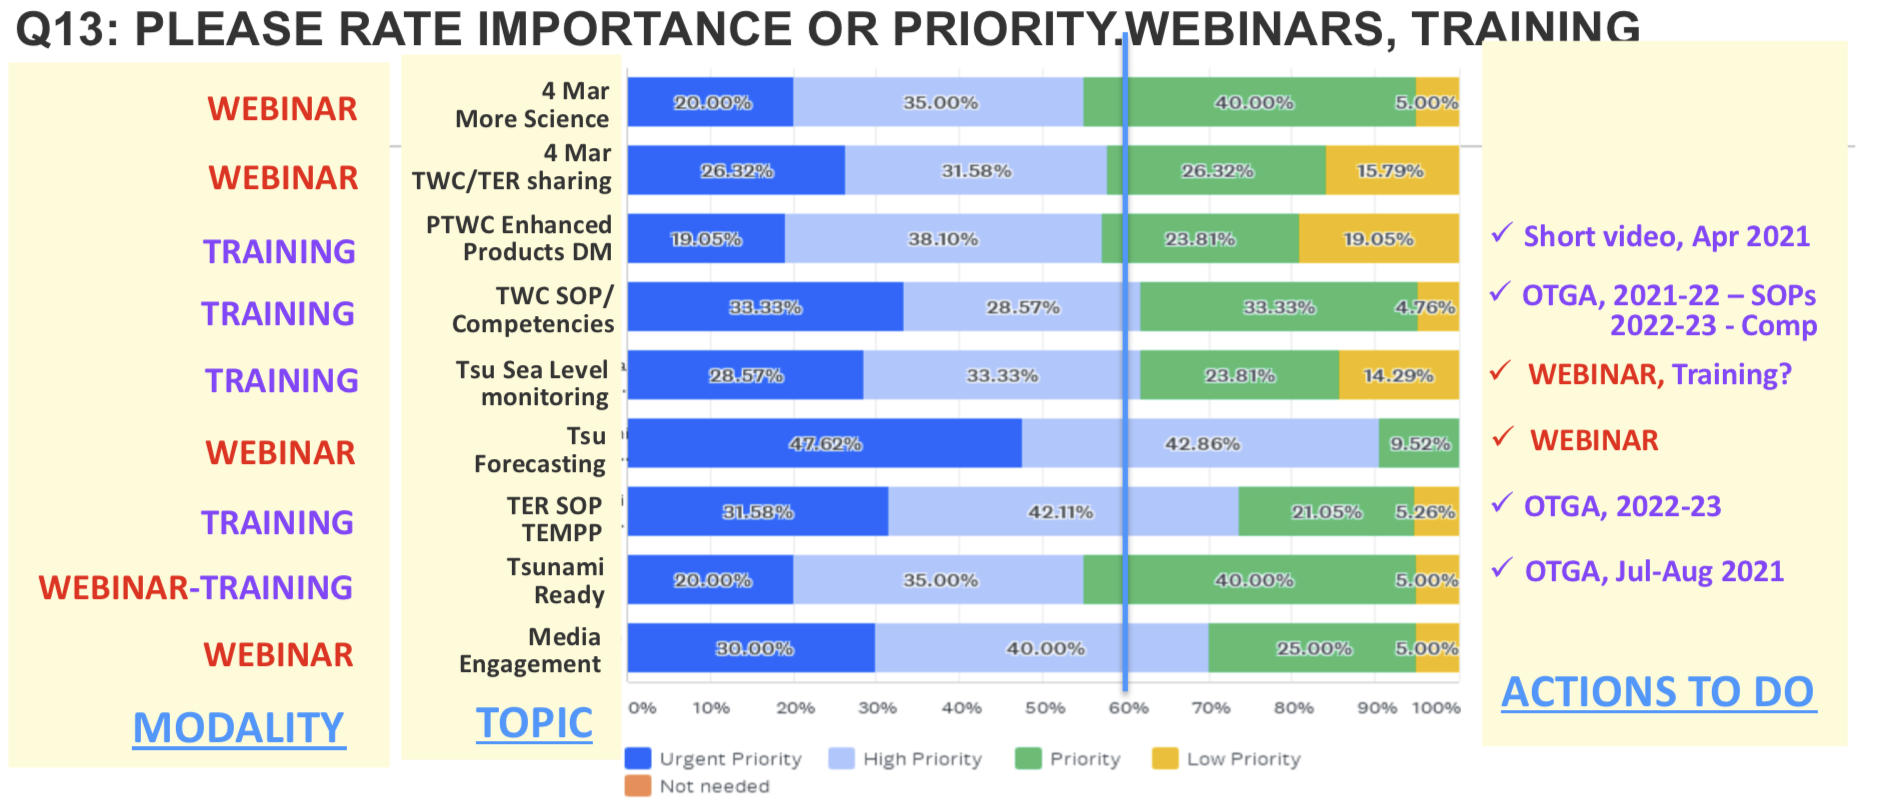 Q13: PLEASE RATE IMPORTANCE OR PRIORITY.WEBINARS, TRAINING
WEBINAR
4 Mar
More Science
20.00% 35.00% 40.00% 5.00%
WEBINAR
4 Mar
TWC/TER sharing
26.32% 31.58% 26.32% 15.79%
TRAINING
PTWC Enhanced
Products DM
19.05% 38.10% 23.81% 19.05%
✓ Short video, Apr 2021
TRAINING
TWC SOP/
Competencies
33.33% 28.57% 33.33% 4.76%
✓ OTGA, 2021-22 – SOPs
2022-23 - Comp
TRAINING
Tsu Sea Level
monitoring
28.57% 33.33% 23.81% 14.29%
✓ WEBINAR, Training?
WEBINAR
Tsu
Forecasting
47.62% 42.86% 9.52%
✓ WEBINAR
TRAINING
TER SOP
TEMPP
31.58% 42.11% 21.05% 5.26%
✓ OTGA, 2022-23
WEBINAR-TRAINING
Tsunami
Ready
20.00% 35.00% 40.00% 5.00%
✓ OTGA, Jul-Aug 2021
WEBINAR
Media
Engagement
30.00% 40.00% 25.00% 5.00%
MODALITY
TOPIC
ACTIONS TO DO
0% 10% 20% 30% 40% 50% 60% 70% 80% 90% 100%
Urgent Priority High Priority Priority Low Priority
Not needed